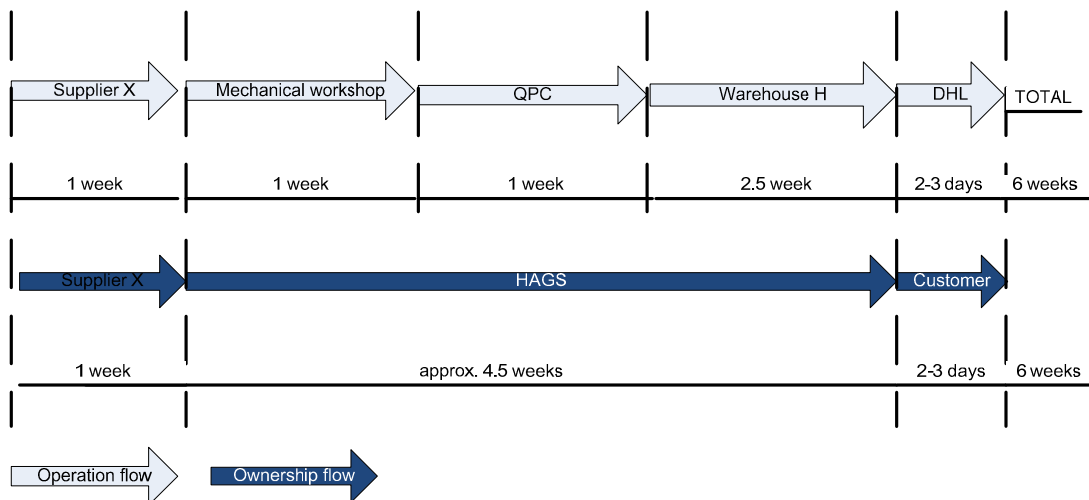 Supplier X Mechanical workshop QPC Warehouse H DHL TOTAL
1 week 1 week 1 week 2.5 week 2-3 days 6 weeks
Supplier X HAGS Customer
1 week approx. 4.5 weeks 2-3 days 6 weeks
Operation flow Ownership flow